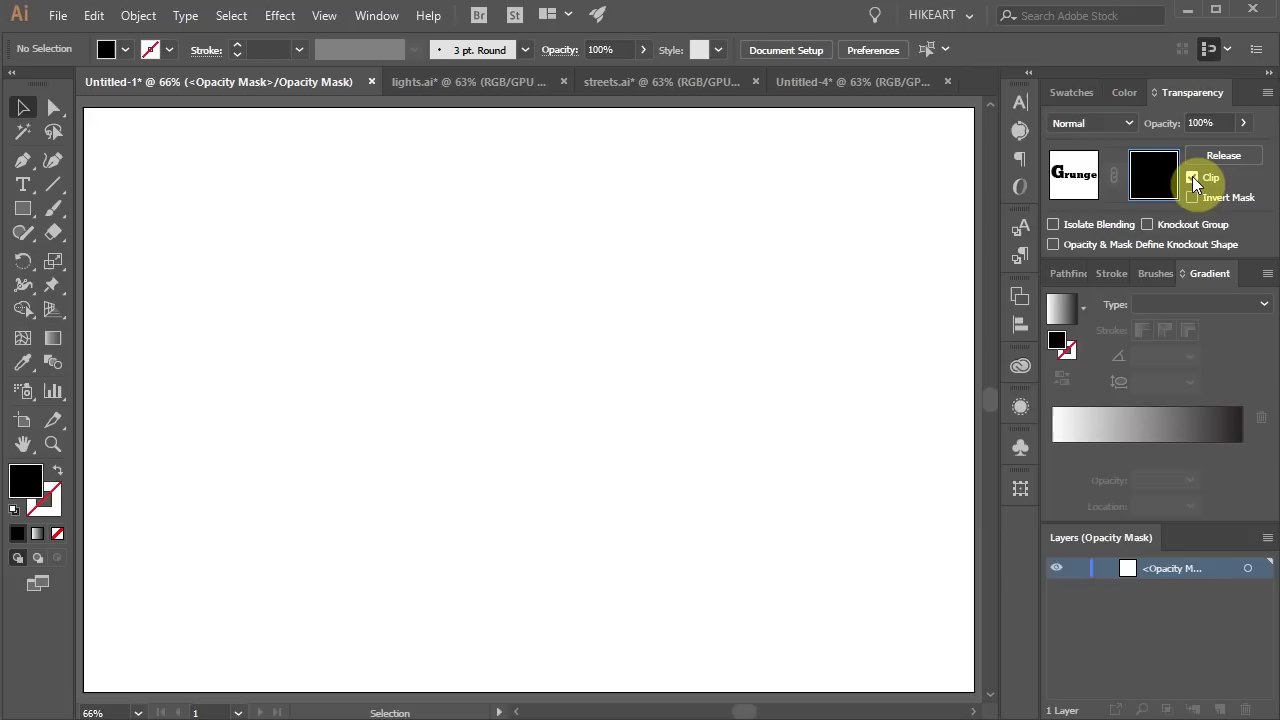 Ai File Edit Object Type Select Effect View Window Help Br St HIKEART Search Adobe Stock
No Selection Stroke: 3 pt. Round Opacity: 100% Style: Document Setup Preferences
Untitled-1* @ 66% (<Opacity Mask>/Opacity Mask) lights.ai* @ 63% (RGB/GPU ... streets.ai* @ 63% (RGB/GPU... Untitled-4* @ 63% (RGB/GP...
Swatches Color Transparency
Normal Opacity: 100%
Release
Grunge
Clip
Invert Mask
Isolate Blending Knockout Group
Opacity & Mask Define Knockout Shape
Pathfind Stroke Brushes Gradient
Type:
Stroke:
Opacity:
Location:
Layers (Opacity Mask)
<Opacity M...
1 Layer
66% 1 Selection